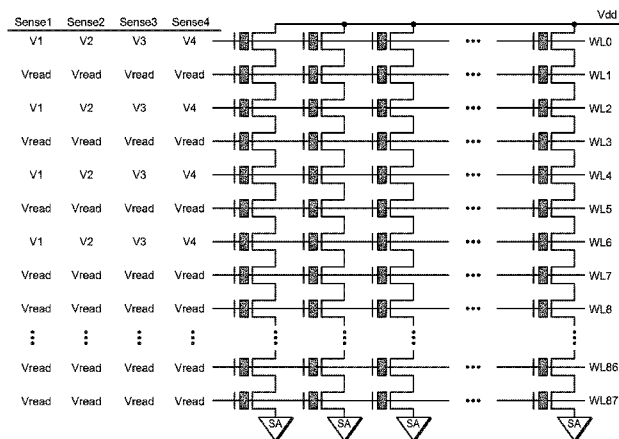 Sense1 Sense2 Sense3 Sense4 Vdd
V1 V2 V3 V4 WL0
Vread Vread Vread Vread WL1
V1 V2 V3 V4 WL2
Vread Vread Vread Vread WL3
V1 V2 V3 V4 WL4
Vread Vread Vread Vread WL5
V1 V2 V3 V4 WL6
Vread Vread Vread Vread WL7
Vread Vread Vread Vread WL8
Vread Vread Vread Vread WL86
Vread Vread Vread Vread WL87
SA SA SA SA